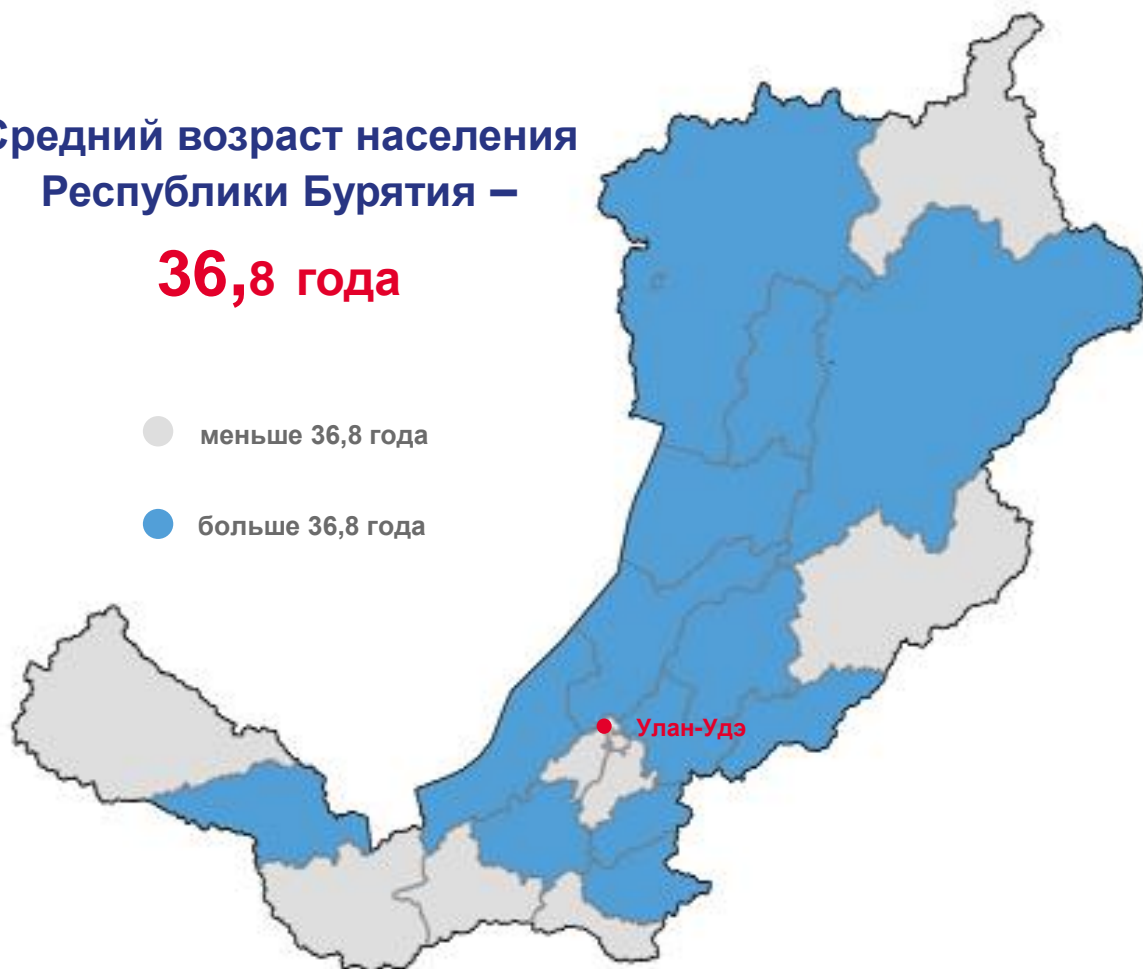 Средний возраст населения
Республики Бурятия –
36,8 года
меньше 36,8 года
больше 36,8 года
Улан-Удэ